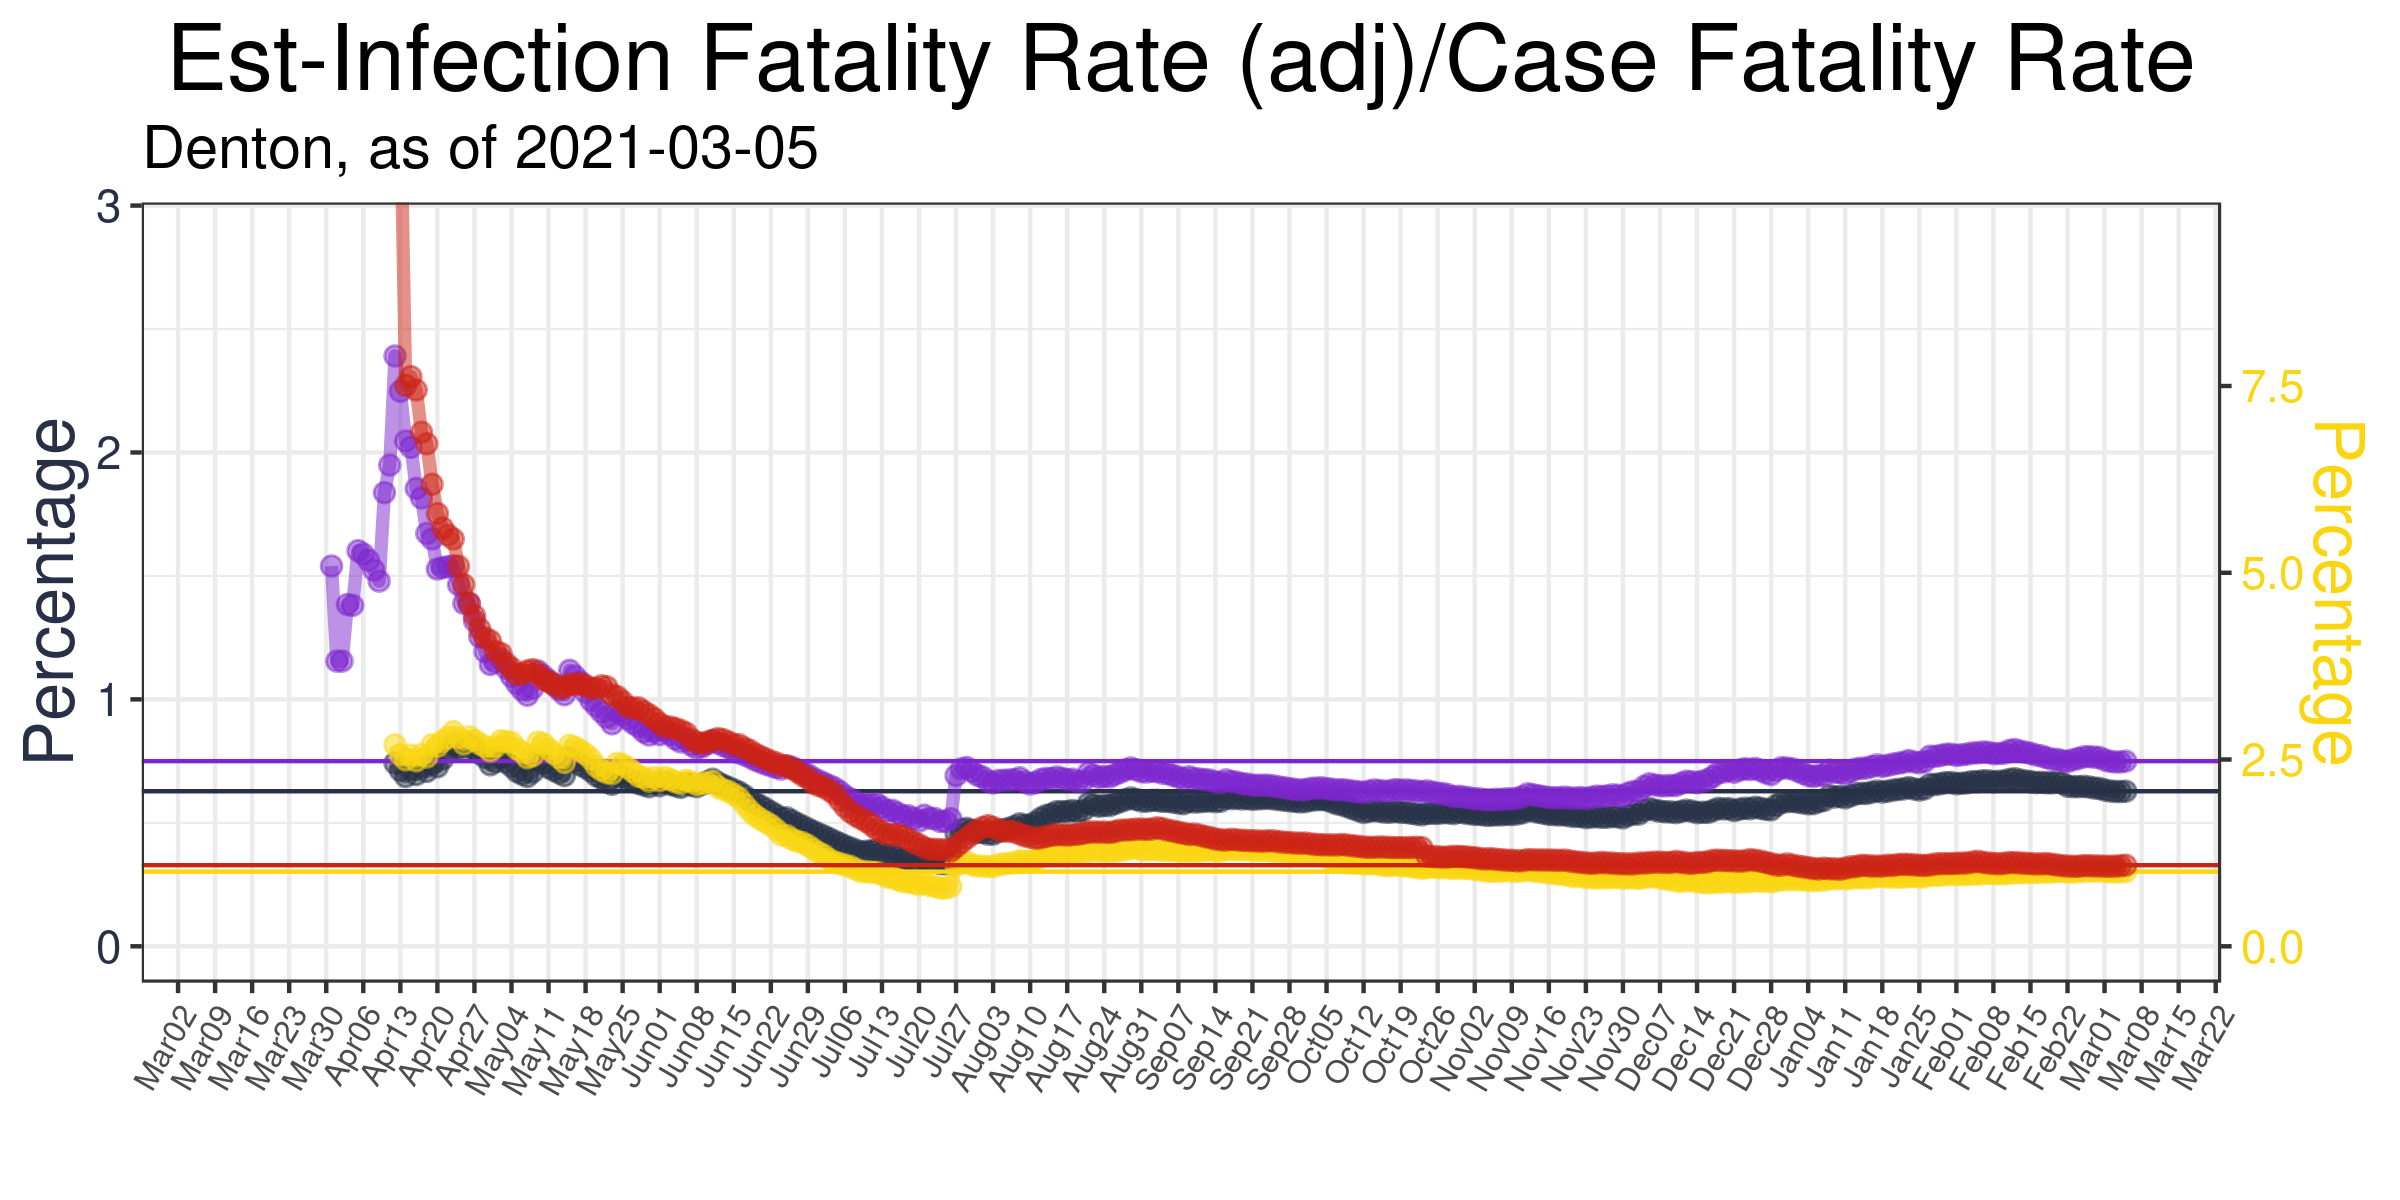 Est-Infection Fatality Rate (adj)/Case Fatality Rate
Denton, as of 2021-03-05
Percentage
3
2
1
0
7.5
5.0
2.5
0.0
Percentage
Mar02
Mar09
Mar16
Mar23
Mar30
Apr06
Apr13
Apr20
Apr27
May04
May11
May18
May25
Jun01
Jun08
Jun15
Jun22
Jun29
Jul06
Jul13
Jul20
Jul27
Aug03
Aug10
Aug17
Aug24
Aug31
Sep07
Sep14
Sep21
Sep28
Oct05
Oct12
Oct19
Oct26
Nov02
Nov09
Nov16
Nov23
Nov30
Dec07
Dec14
Dec21
Dec28
Dec04
Jan11
Jan18
Jan25
Feb01
Feb08
Feb15
Feb22
Mar01
Mar08
Mar15
Mar22